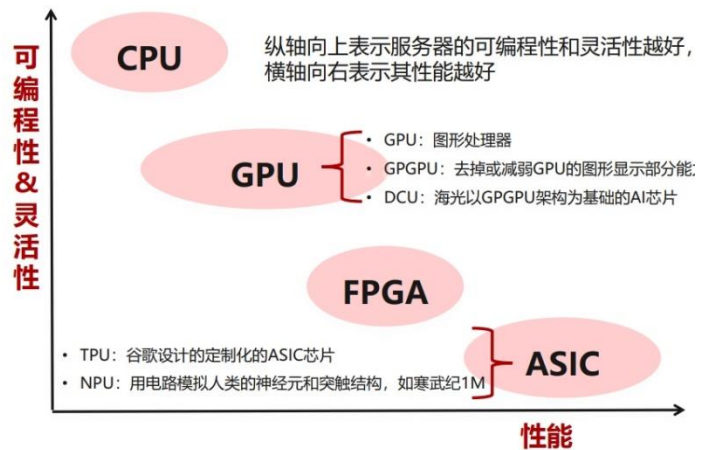 可编程性&灵活性
CPU
纵轴向上表示服务器的可编程性和灵活性越好，
横轴向右表示其性能越好
GPU
• GPU：图形处理器
• GPGPU：去掉或减弱GPU的图形显示部分能
• DCU：海光以GPGPU架构为基础的AI芯片
FPGA
• TPU：谷歌设计的定制化的ASIC芯片
• NPU：用电路模拟人类的神经元和突触结构，如寒武纪1M
ASIC
性能